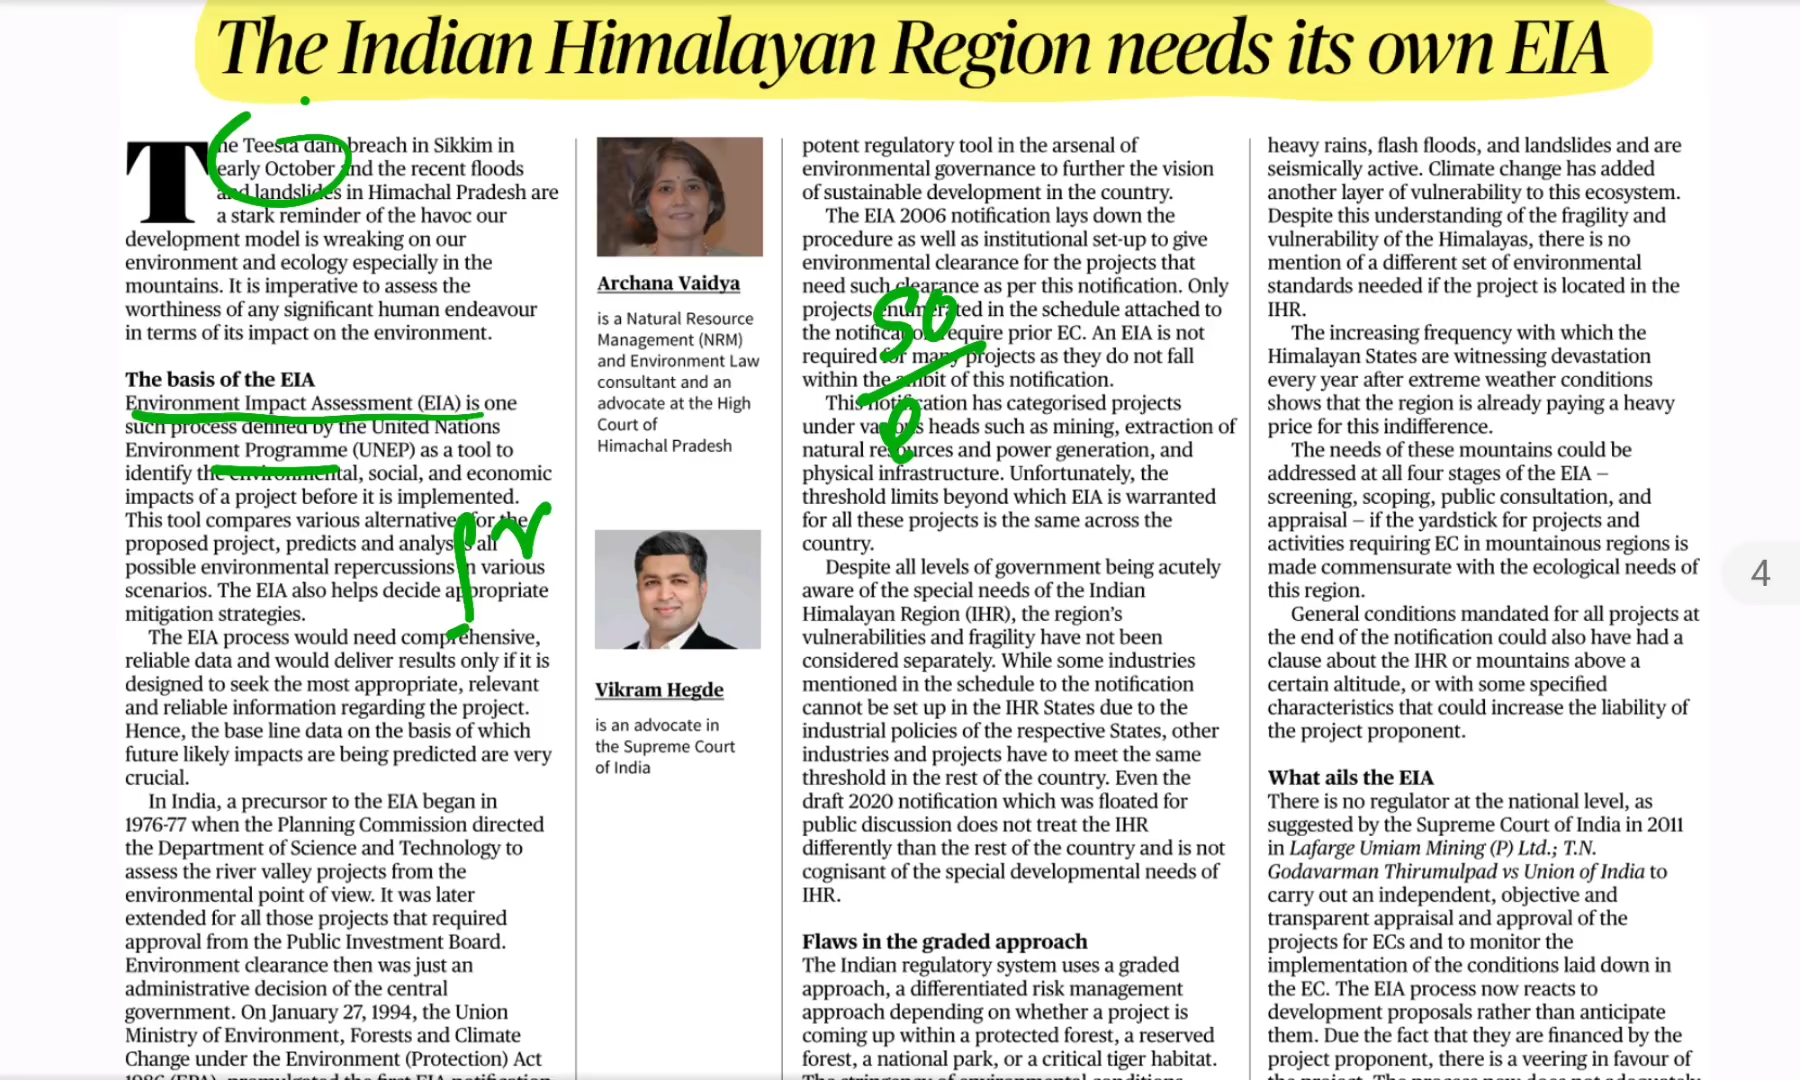 The Indian Himalayan Region needs its own EIA
The Teesta dam breach in Sikkim in
early October and the recent floods
and landslides in Himachal Pradesh are
a stark reminder of the havoc our
development model is wreaking on our
environment and ecology especially in the
mountains. It is imperative to assess the
worthiness of any significant human endeavour
in terms of its impact on the environment.
The basis of the EIA
Environment Impact Assessment (EIA) is one
such process defined by the United Nations
Environment Programme (UNEP) as a tool to
identify the environmental, social, and economic
impacts of a project before it is implemented.
This tool compares various alternatives for the
proposed project, predicts and analyses all
possible environmental repercussions in various
scenarios. The EIA also helps decide appropriate
mitigation strategies.
The EIA process would need comprehensive,
reliable data and would deliver results only if it is
designed to seek the most appropriate, relevant
and reliable information regarding the project.
Hence, the base line data on the basis of which
future likely impacts are being predicted are very
crucial.
In India, a precursor to the EIA began in
1976-77 when the Planning Commission directed
the Department of Science and Technology to
assess the river valley projects from the
environmental point of view. It was later
extended for all those projects that required
approval from the Public Investment Board.
Environment clearance then was just an
administrative decision of the central
government. On January 27, 1994, the Union
Ministry of Environment, Forests and Climate
Change under the Environment (Protection) Act
1986 (EPA), promulgated the first EIA notification
Archana Vaidya
is a Natural Resource
Management (NRM)
and Environment Law
consultant and an
advocate at the High
Court of
Himachal Pradesh
Vikram Hegde
is an advocate in
the Supreme Court
of India
potent regulatory tool in the arsenal of
environmental governance to further the vision
of sustainable development in the country.
The EIA 2006 notification lays down the
procedure as well as institutional set-up to give
environmental clearance for the projects that
need such clearance as per this notification. Only
projects enumerated in the schedule attached to
the notification require prior EC. An EIA is not
required for many projects as they do not fall
within the ambit of this notification.
This notification has categorised projects
under various heads such as mining, extraction of
natural resources and power generation, and
physical infrastructure. Unfortunately, the
threshold limits beyond which EIA is warranted
for all these projects is the same across the
country.
Despite all levels of government being acutely
aware of the special needs of the Indian
Himalayan Region (IHR), the region's
vulnerabilities and fragility have not been
considered separately. While some industries
mentioned in the schedule to the notification
cannot be set up in the IHR States due to the
industrial policies of the respective States, other
industries and projects have to meet the same
threshold in the rest of the country. Even the
draft 2020 notification which was floated for
public discussion does not treat the IHR
differently than the rest of the country and is not
cognisant of the special developmental needs of
IHR.
Flaws in the graded approach
The Indian regulatory system uses a graded
approach, a differentiated risk management
approach depending on whether a project is
coming up within a protected forest, a reserved
forest, a national park, or a critical tiger habitat.
The stringency of environmental conditions
heavy rains, flash floods, and landslides and are
seismically active. Climate change has added
another layer of vulnerability to this ecosystem.
Despite this understanding of the fragility and
vulnerability of the Himalayas, there is no
mention of a different set of environmental
standards needed if the project is located in the
IHR.
The increasing frequency with which the
Himalayan States are witnessing devastation
every year after extreme weather conditions
shows that the region is already paying a heavy
price for this indifference.
The needs of these mountains could be
addressed at all four stages of the EIA –
screening, scoping, public consultation, and
appraisal – if the yardstick for projects and
activities requiring EC in mountainous regions is
made commensurate with the ecological needs of
this region.
General conditions mandated for all projects at
the end of the notification could also have had a
clause about the IHR or mountains above a
certain altitude, or with some specified
characteristics that could increase the liability of
the project proponent.
What ails the EIA
There is no regulator at the national level, as
suggested by the Supreme Court of India in 2011
in Lafarge Umiam Mining (P) Ltd.; T.N.
Godavarman Thirumulpad vs Union of India to
carry out an independent, objective and
transparent appraisal and approval of the
projects for ECs and to monitor the
implementation of the conditions laid down in
the EC. The EIA process now reacts to
development proposals rather than anticipate
them. Due the fact that they are financed by the
project proponent, there is a veering in favour of
the project. The process now does not adequately
4